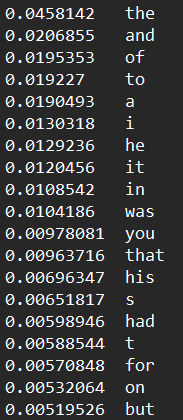 0.0458142 the
0.0206855 and
0.0195353 of
0.019227 to
0.0190493 a
0.0130318 i
0.0129236 he
0.0120456 it
0.0108542 in
0.0104186 was
0.00978081 you
0.00963716 that
0.00696347 his
0.00651817 s
0.00598946 had
0.00588544 t
0.00570848 for
0.00532064 on
0.00519526 but